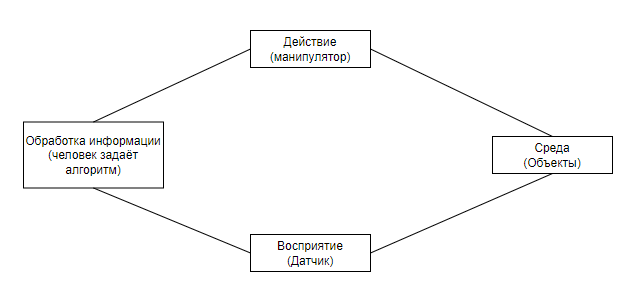 Действие
(манипулятор)
Обработка информации
(человек задаёт
алгоритм)
Среда
(Объекты)
Восприятие
(Датчик)